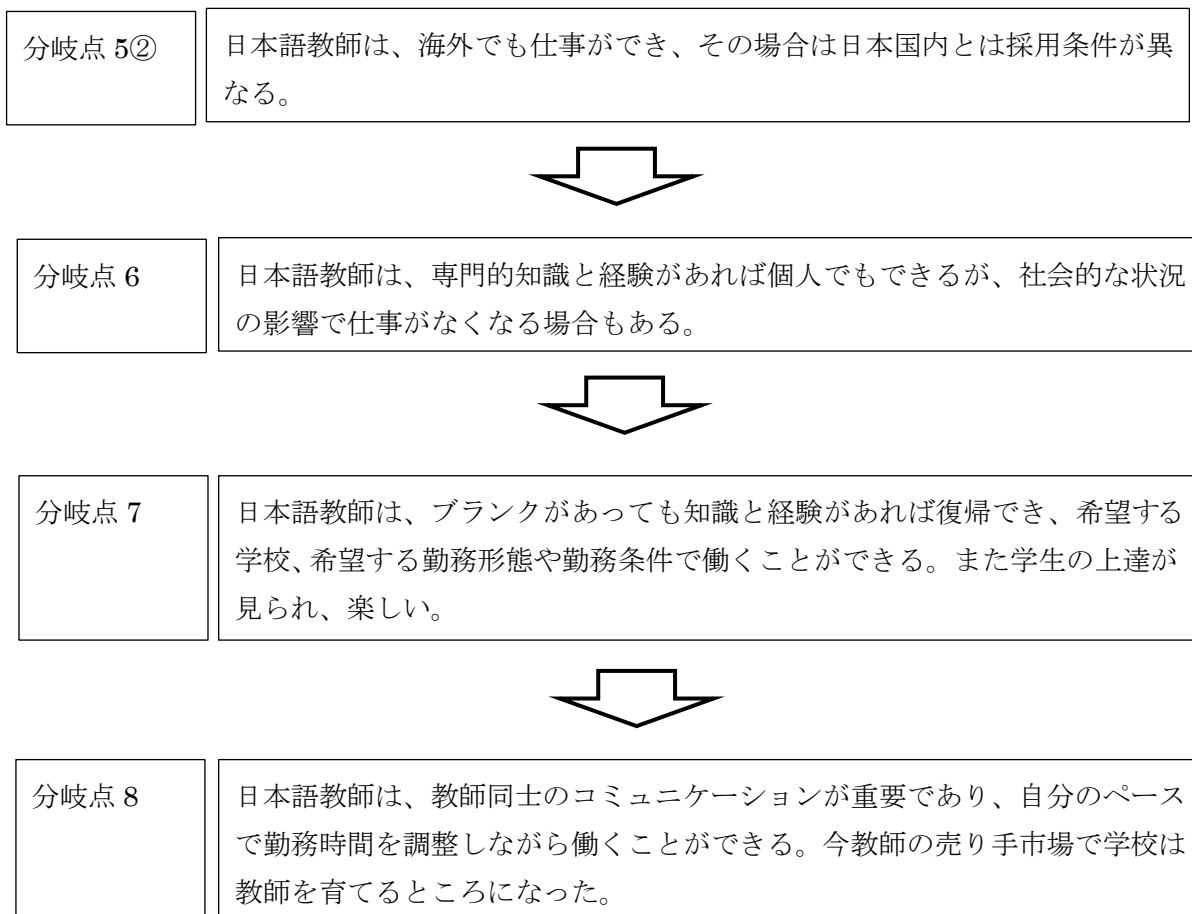 分岐点 5②
日本語教師は、海外でも仕事ができ、その場合は日本国内とは採用条件が異
なる。
分岐点 6
日本語教師は、専門的知識と経験があれば個人でもできるが、社会的な状況
の影響で仕事がなくなる場合もある。
分岐点 7
日本語教師は、ブランクがあっても知識と経験があれば復帰でき、希望する
学校、希望する勤務形態や勤務条件で働くことができる。また学生の上達が
見られ、楽しい。
分岐点 8
日本語教師は、教師同士のコミュニケーションが重要であり、自分のペース
で勤務時間を調整しながら働くことができる。今教師の売り手市場で学校は
教師を育てるところになった。